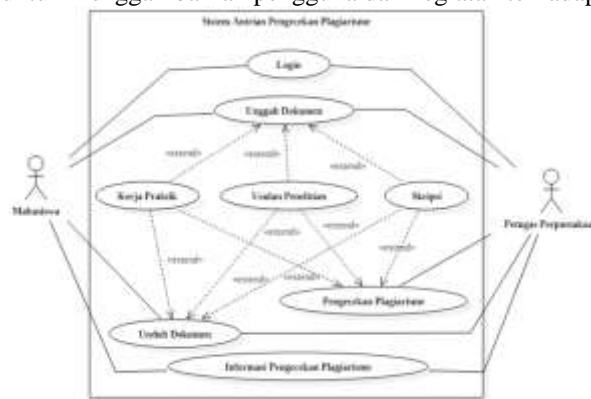 Sistem Antrian Pengecekan Plagiarisme
Login
Unggah Dokumen
«extend»
«extend»
«extend»
Kerja Praktik
Usulan Penelitian
Skripsi
Mahasiswa
Petugas Perpustakaan
«extend»
«extend»
«extend»
«extend»
«extend»
Pengecekan Plagiarisme
Unduh Dokumen
Informasi Pengecekan Plagiarisme